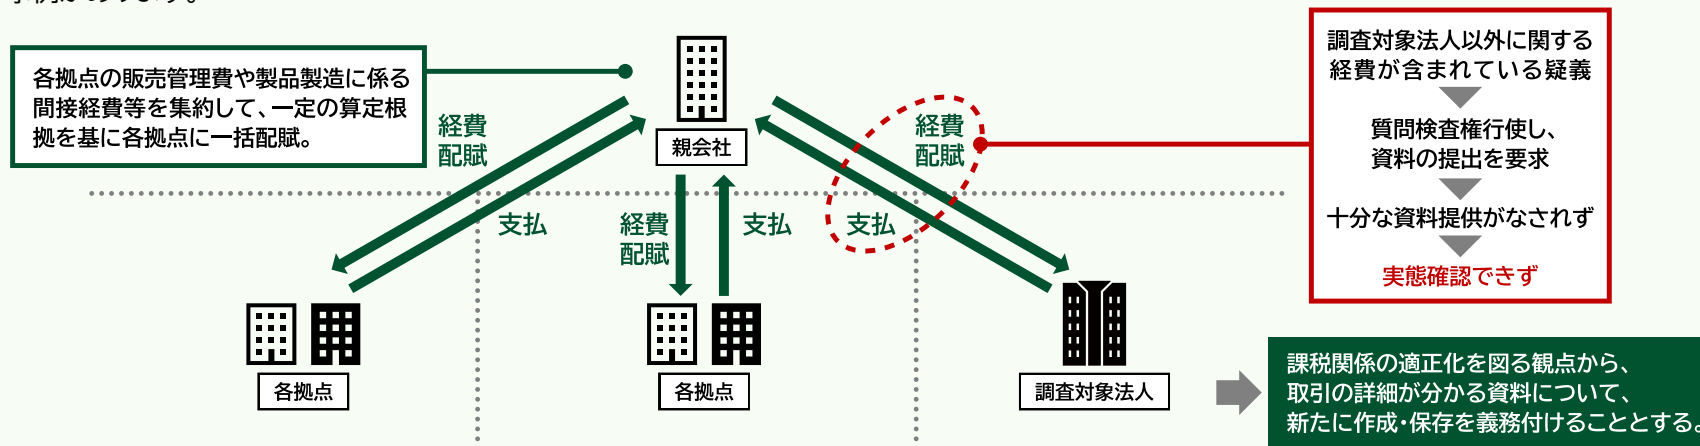 各拠点の販売管理費や製品製造に係る
間接経費等を集約して、一定の算定根
拠を基に各拠点に一括配賦。
経費
配賦
支払
親会社
経費
配賦
支払
経費
配賦
支払
調査対象法人以外に関する
経費が含まれている疑義
質問検査権行使し、
資料の提出を要求
十分な資料提供がなされず
実態確認できず
各拠点
各拠点
調査対象法人
課税関係の適正化を図る観点から、
取引の詳細が分かる資料について、
新たに作成・保存を義務付けることとする。